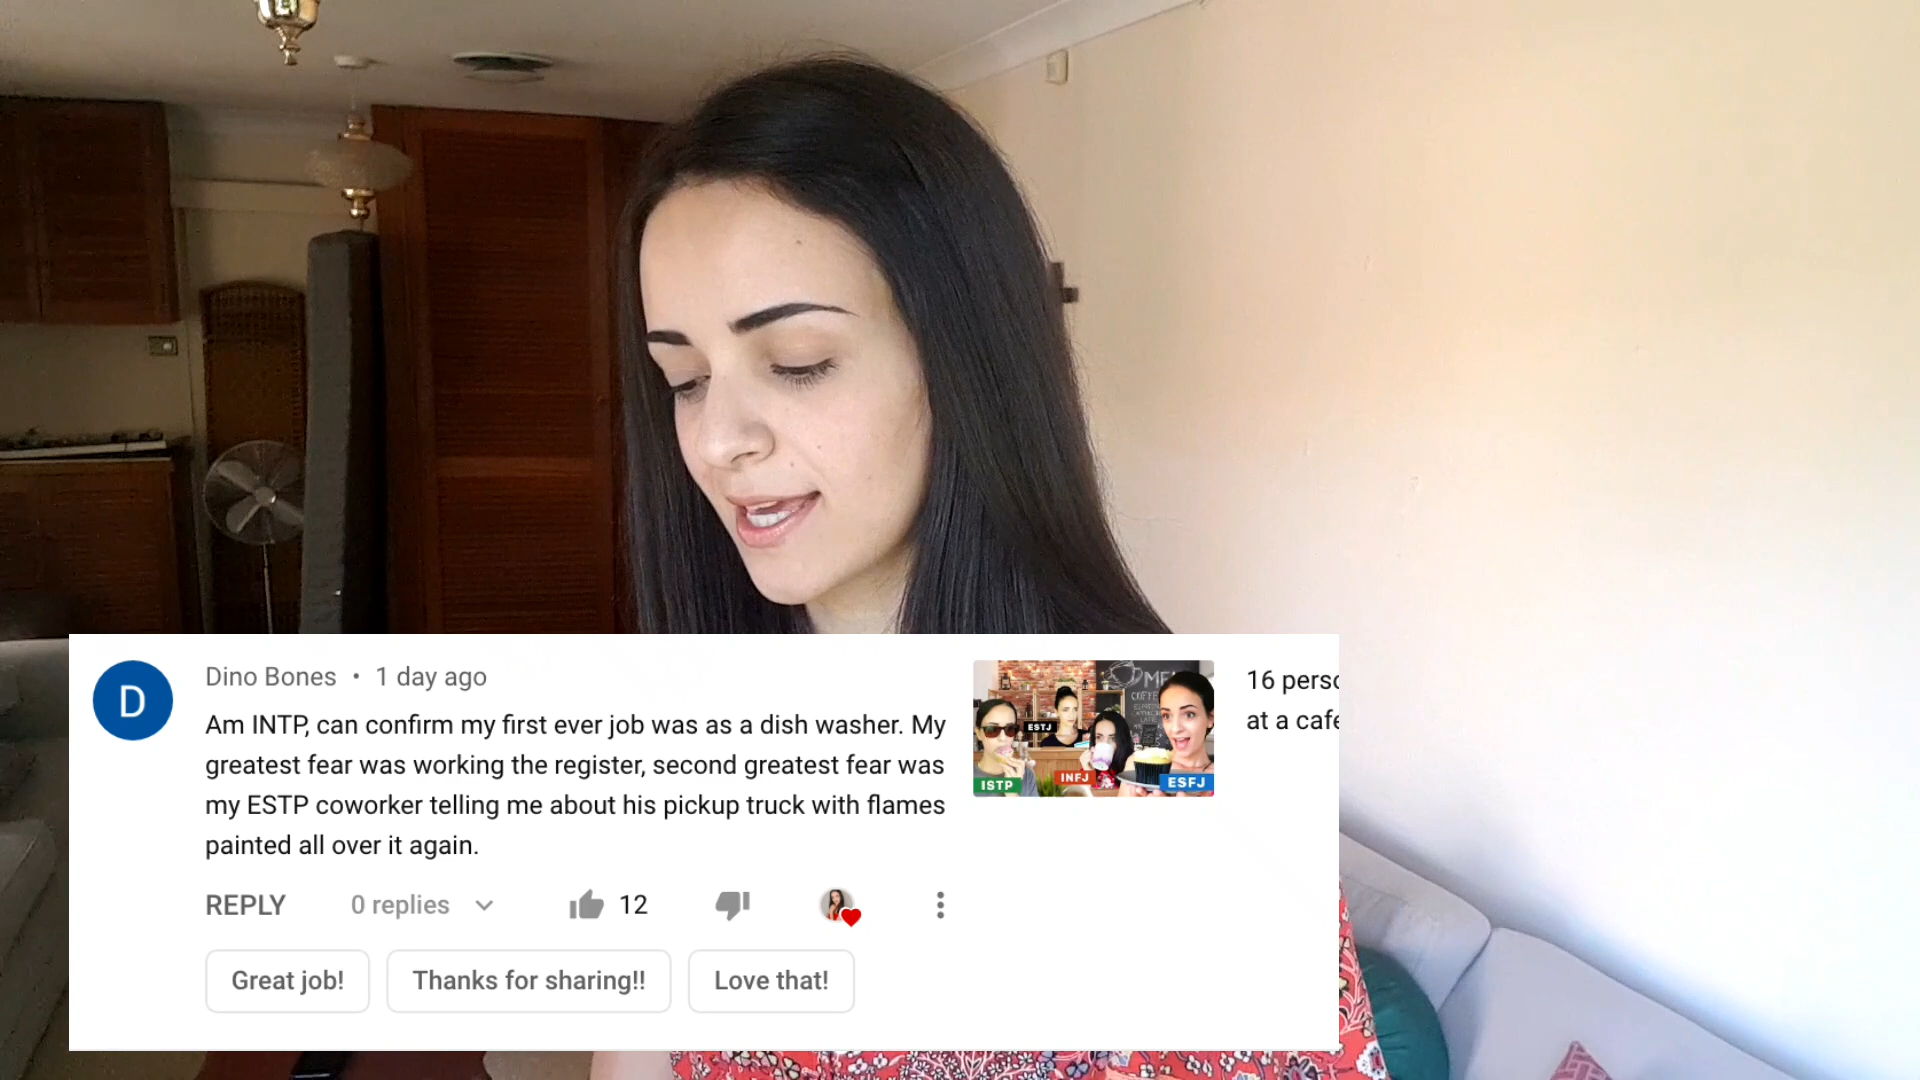 D
Dino Bones • 1 day ago
Am INTP, can confirm my first ever job was as a dish washer. My
greatest fear was working the register, second greatest fear was
my ESTP coworker telling me about his pickup truck with flames
painted all over it again.
REPLY 0 replies 12
Great job! Thanks for sharing!! Love that!
ESTJ
ISTP
INFJ
ESFJ
16 perso
at a cafe